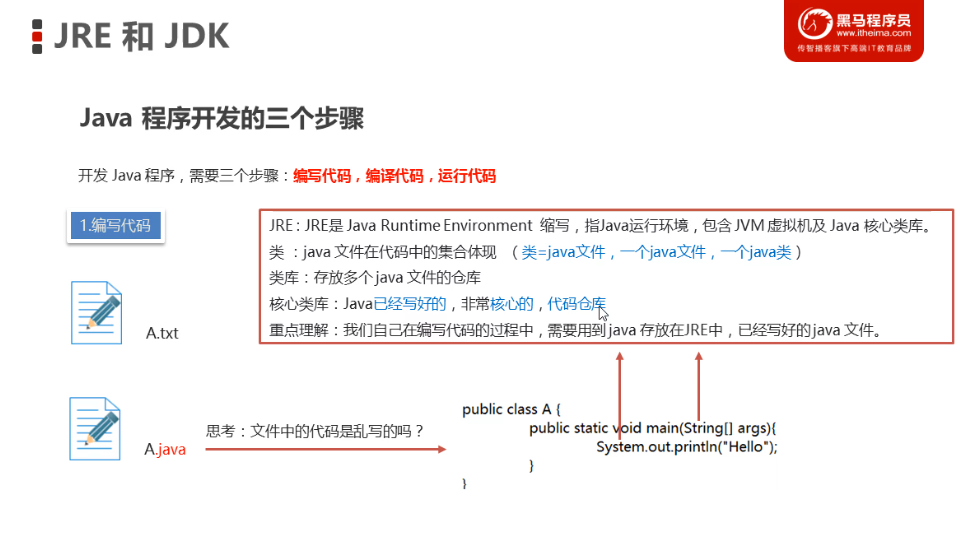 JRE 和 JDK
黑马程序员
www.itheima.com
传智播客旗下高端IT教育品牌
Java 程序开发的三个步骤
开发 Java 程序，需要三个步骤：编写代码，编译代码，运行代码
1.编写代码
JRE : JRE是 Java Runtime Environment 缩写，指Java运行环境，包含 JVM 虚拟机及 Java 核心类库。
类 ：java 文件在代码中的集合体现 （类=java文件，一个java文件，一个java类）
类库：存放多个 java 文件的仓库
核心类库：Java已经写好的，非常核心的，代码仓库
重点理解：我们自己在编写代码的过程中，需要用到 java 存放在JRE中，已经写好的 java 文件。
A.txt
A.java
思考：文件中的代码是乱写的吗？
public class A {
public static void main(String[] args){
System.out.println("Hello");
}
}